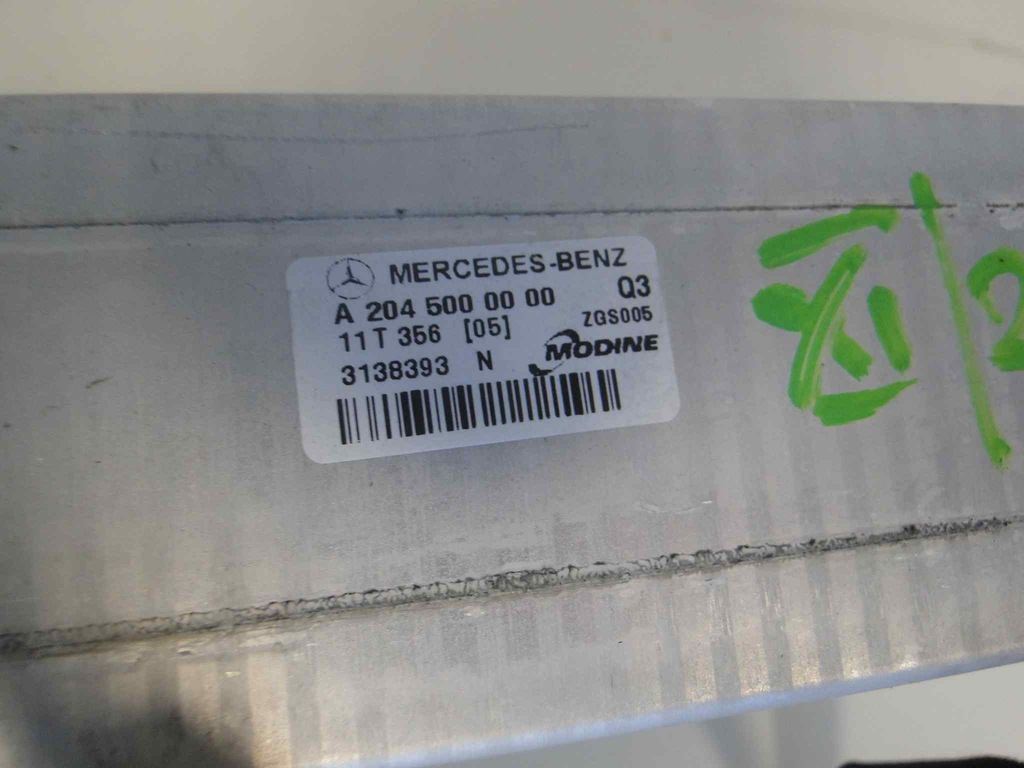 MERCEDES-BENZ
A 204 500 00 00 Q3
11 T 356 [05] ZGS005
3138393 N MODINE